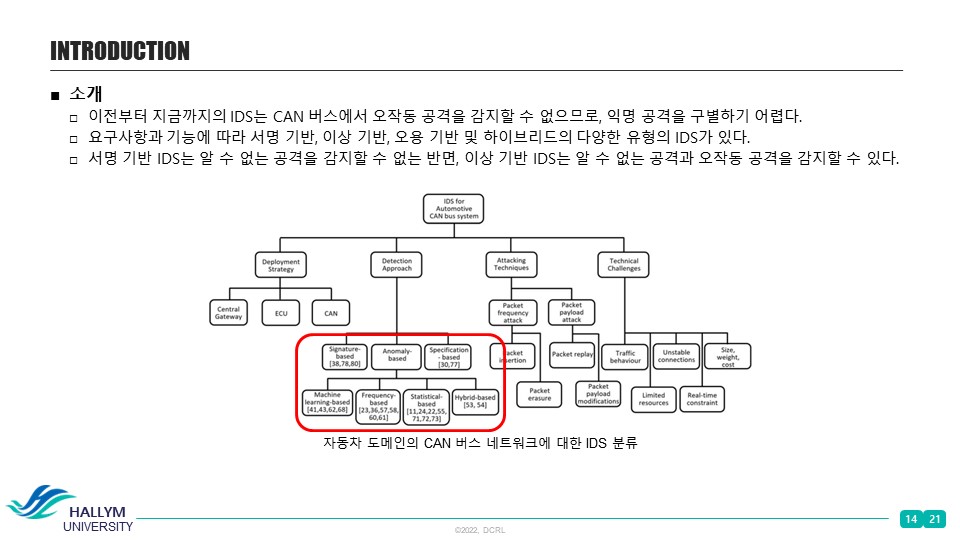 INTRODUCTION
■ 소개
□ 이전부터 지금까지의 IDS는 CAN 버스에서 오작동 공격을 감지할 수 없으므로, 익명 공격을 구별하기 어렵다.
□ 요구사항과 기능에 따라 서명 기반, 이상 기반, 오용 기반 및 하이브리드의 다양한 유형의 IDS가 있다.
□ 서명 기반 IDS는 알 수 없는 공격을 감지할 수 없는 반면, 이상 기반 IDS는 알 수 없는 공격과 오작동 공격을 감지할 수 있다.
IDS for
Automotive
CAN bus system
Deployment
Strategy
Detection
Approach
Attacking
Techniques
Technical
Challenges
Central
Gateway
ECU
CAN
Packet
frequency
attack
Packet
payload
attack
Signature-
based
[38,78,80]
Anomaly-
based
Specification
- based
[30,77]
Packet
insertion
Packet replay
Traffic
behaviour
Unstable
connections
Size,
weight,
cost
Machine
learning-based
[41,43,62,68]
Frequency-
based
[23,36,57,58,
60,61]
Statistical-
based
[11,24,22,55,
71,72,73]
Hybrid-based
[53, 54]
Packet
erasure
Packet
payload
modifications
Limited
resources
Real-time
constraint
자동차 도메인의 CAN 버스 네트워크에 대한 IDS 분류
HALLYM
UNIVERSITY
©2022, DCRL
14 21